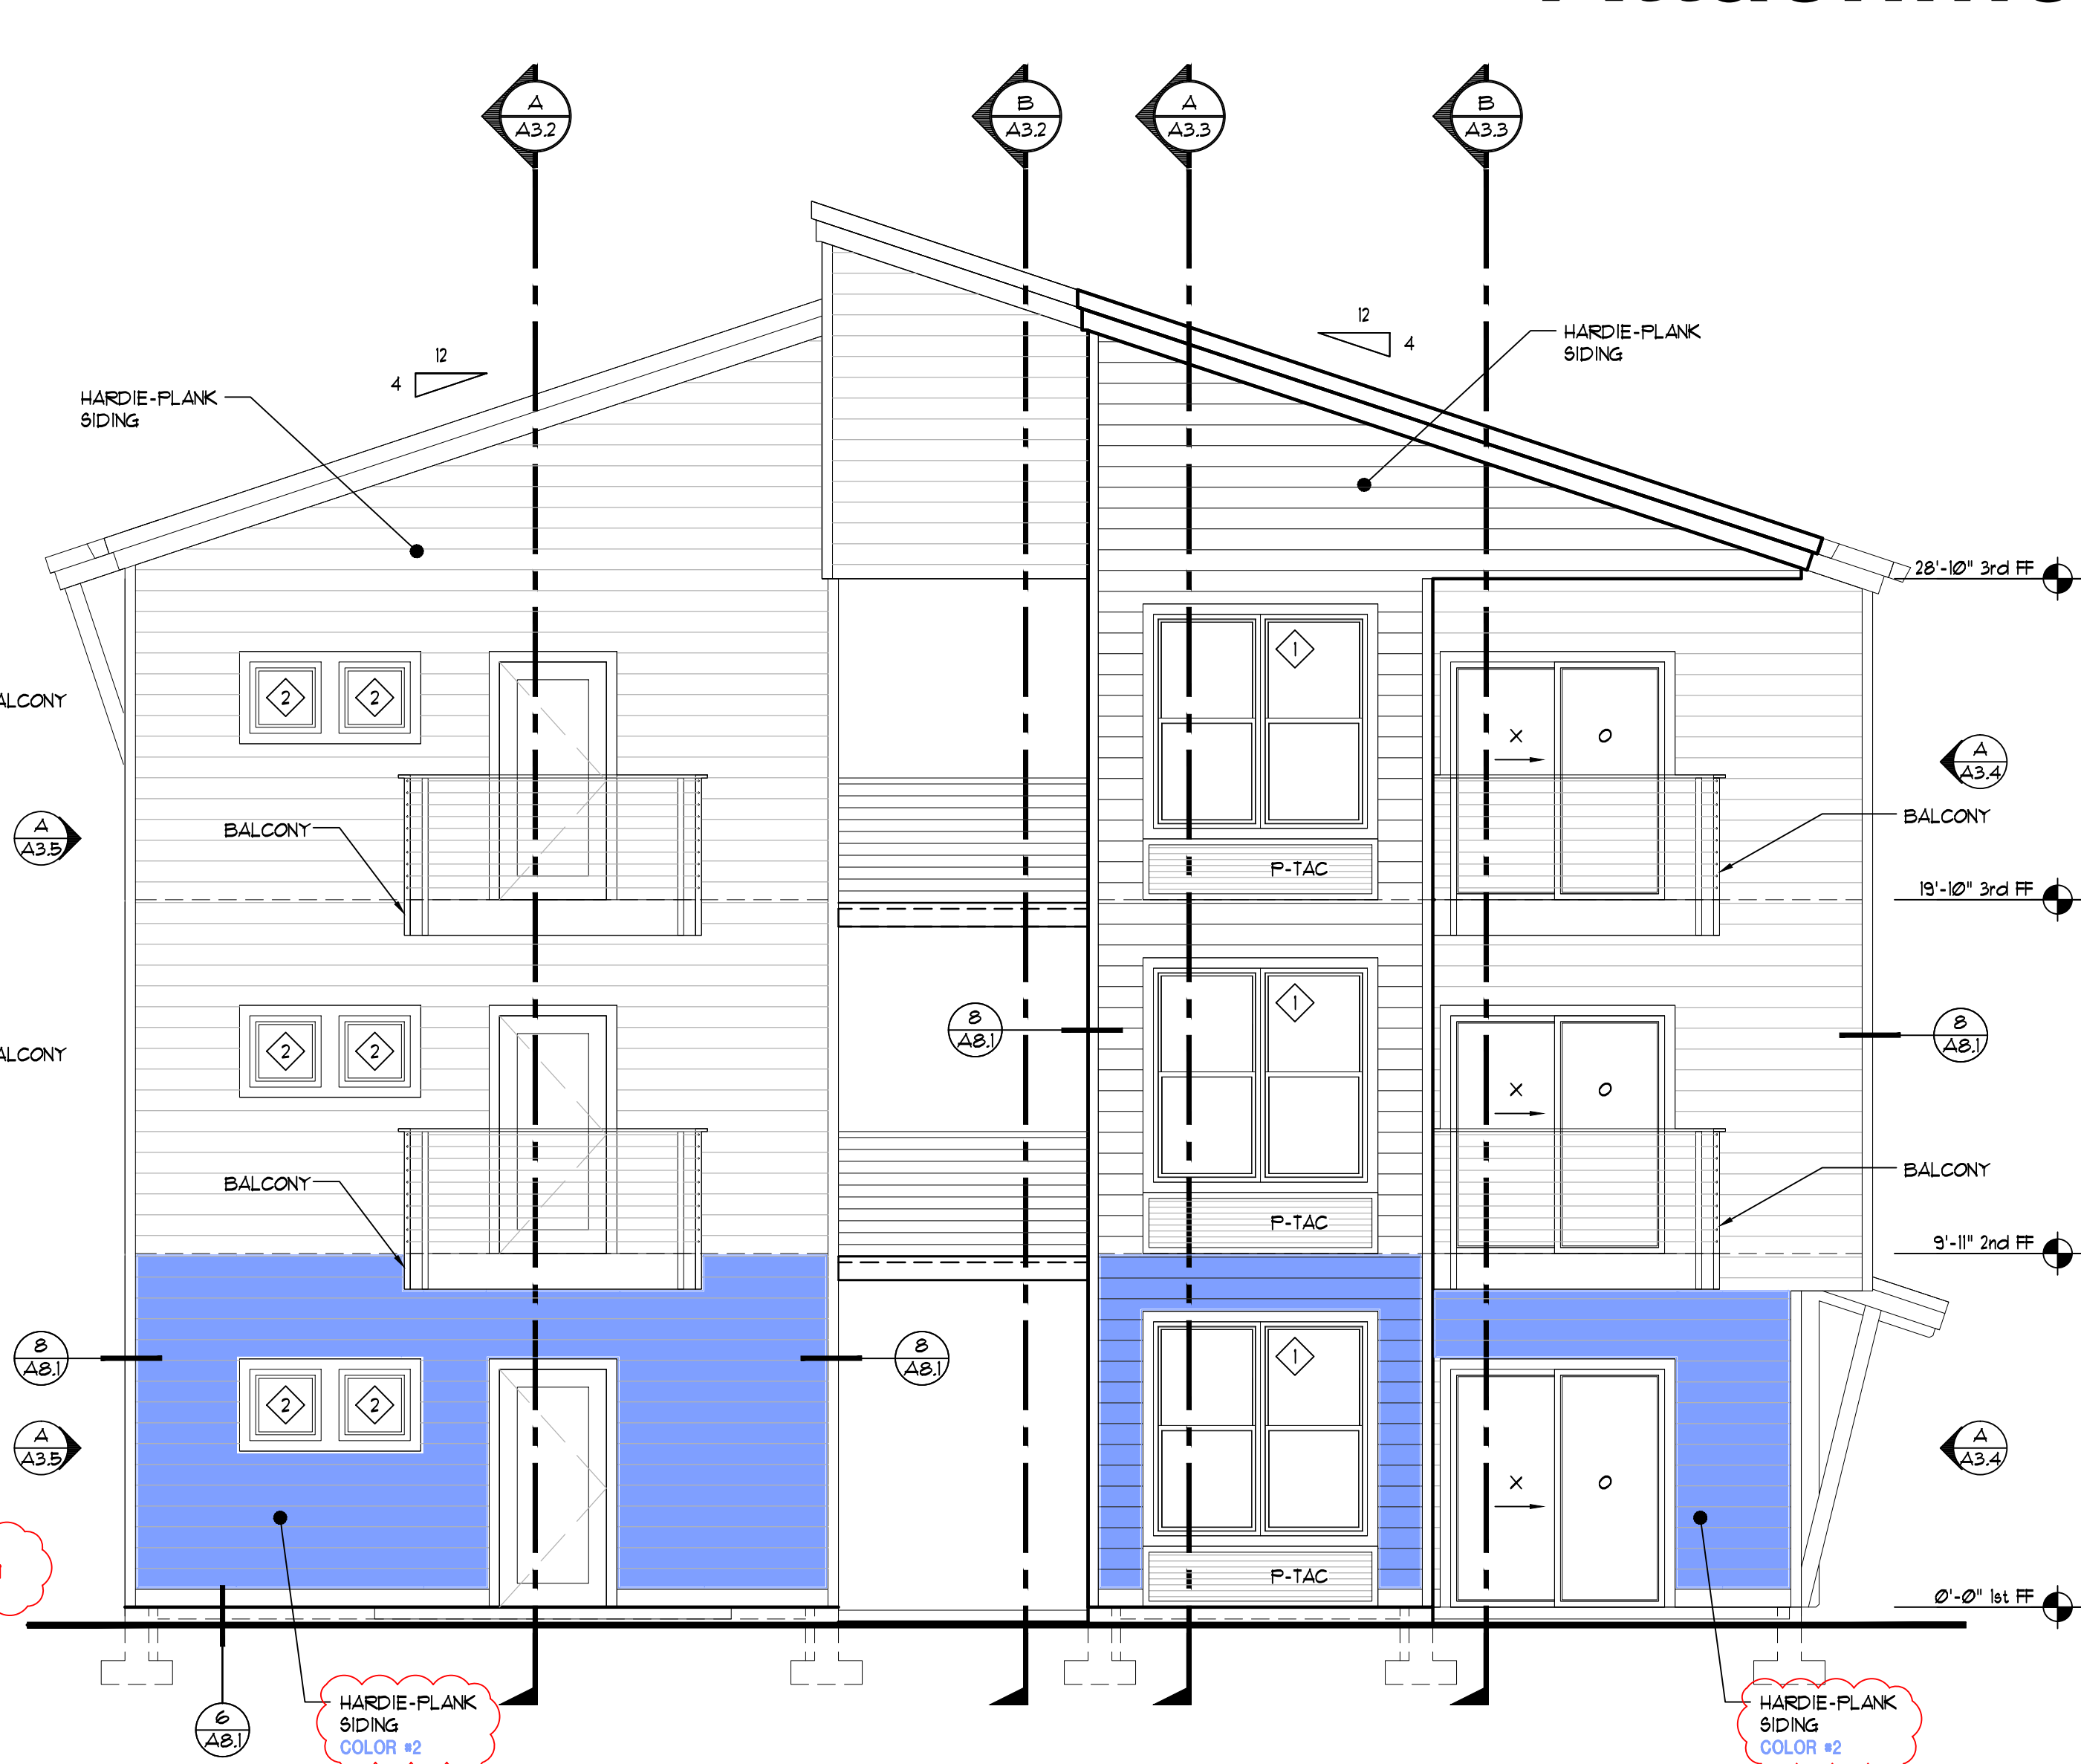 A
A3.2
B
A3.2
A
A3.3
B
A3.3
12
4
12
4
HARDIE-PLANK
SIDING
HARDIE-PLANK
SIDING
28'-10" 3rd FF
1
2
2
X
O
A
A3.4
BALCONY
BALCONY
A
A3.5
P-TAC
19'-10" 3rd FF
1
8
A8.1
8
A8.1
2
2
X
O
BALCONY
BALCONY
P-TAC
9'-11" 2nd FF
8
A8.1
8
A8.1
1
2
2
A
A3.5
X
O
A
A3.4
P-TAC
0'-0" 1st FF
6
A8.1
HARDIE-PLANK
SIDING
COLOR #2
HARDIE-PLANK
SIDING
COLOR #2